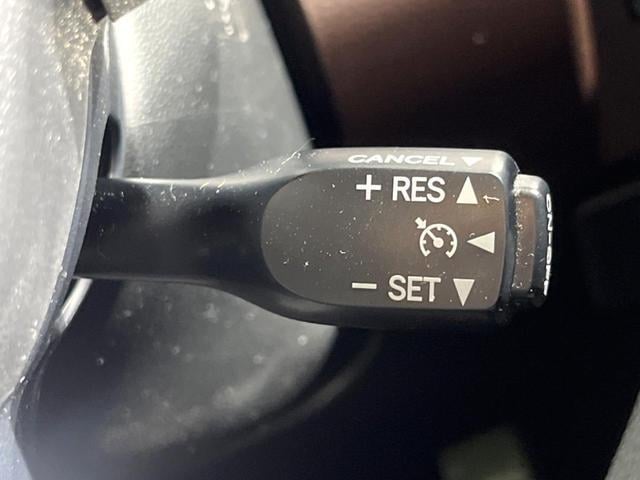 CANCEL
+ RES
- SET
ON-OFF